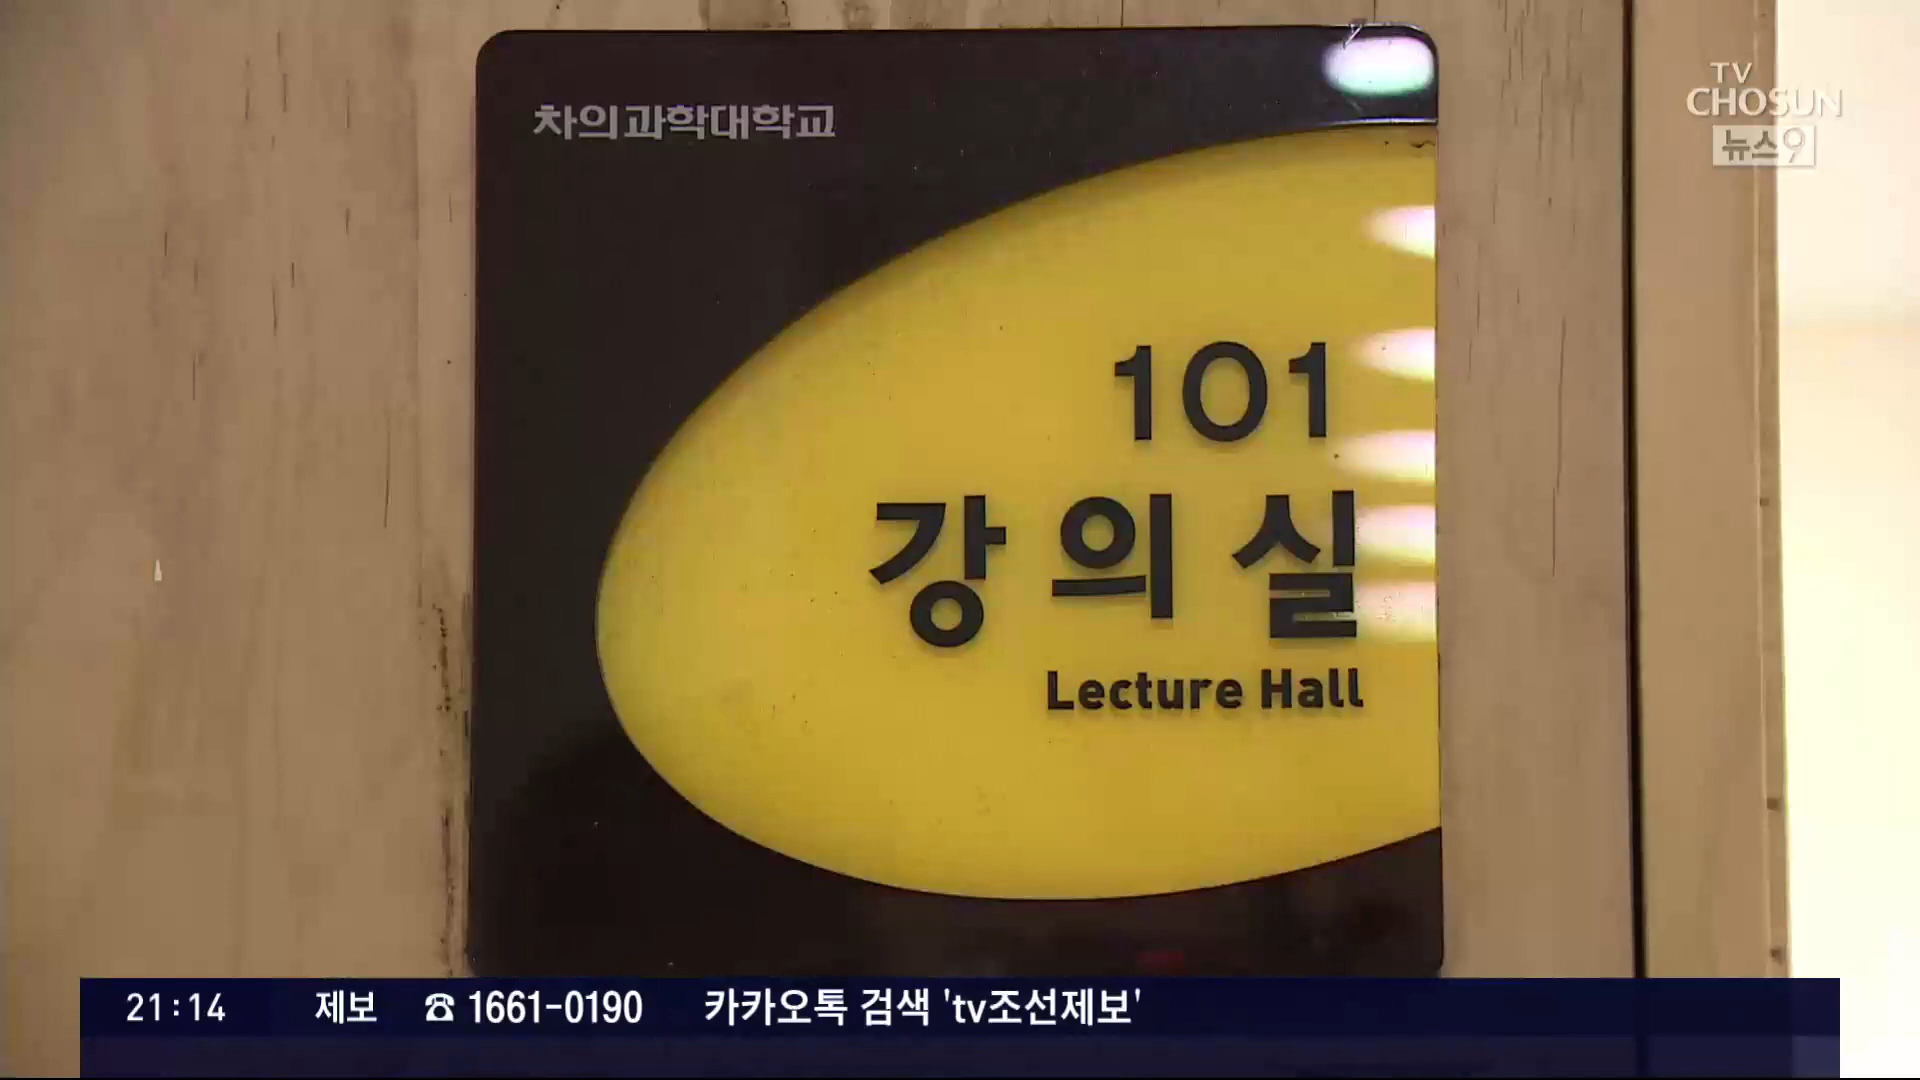 차의과학대학교
TV
CHOSUN
뉴스9
101
강의실
Lecture Hall
21:14 제보 ☎ 1661-0190 카카오톡 검색 'tv조선제보'